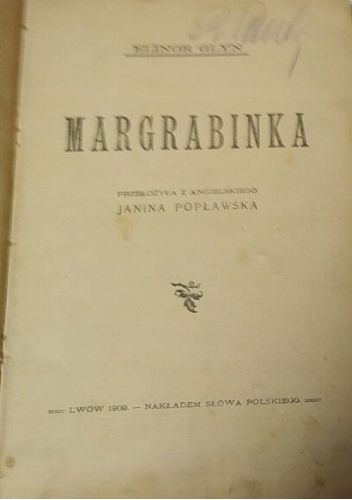 ELINOR GLYN
MARGRABINKA
PRZEŁOŻYŁA Z ANGIELSKIEGO
JANINA POPŁAWSKA
LWÓW 1909. — NAKŁADEM SŁOWA POLSKIEGO.